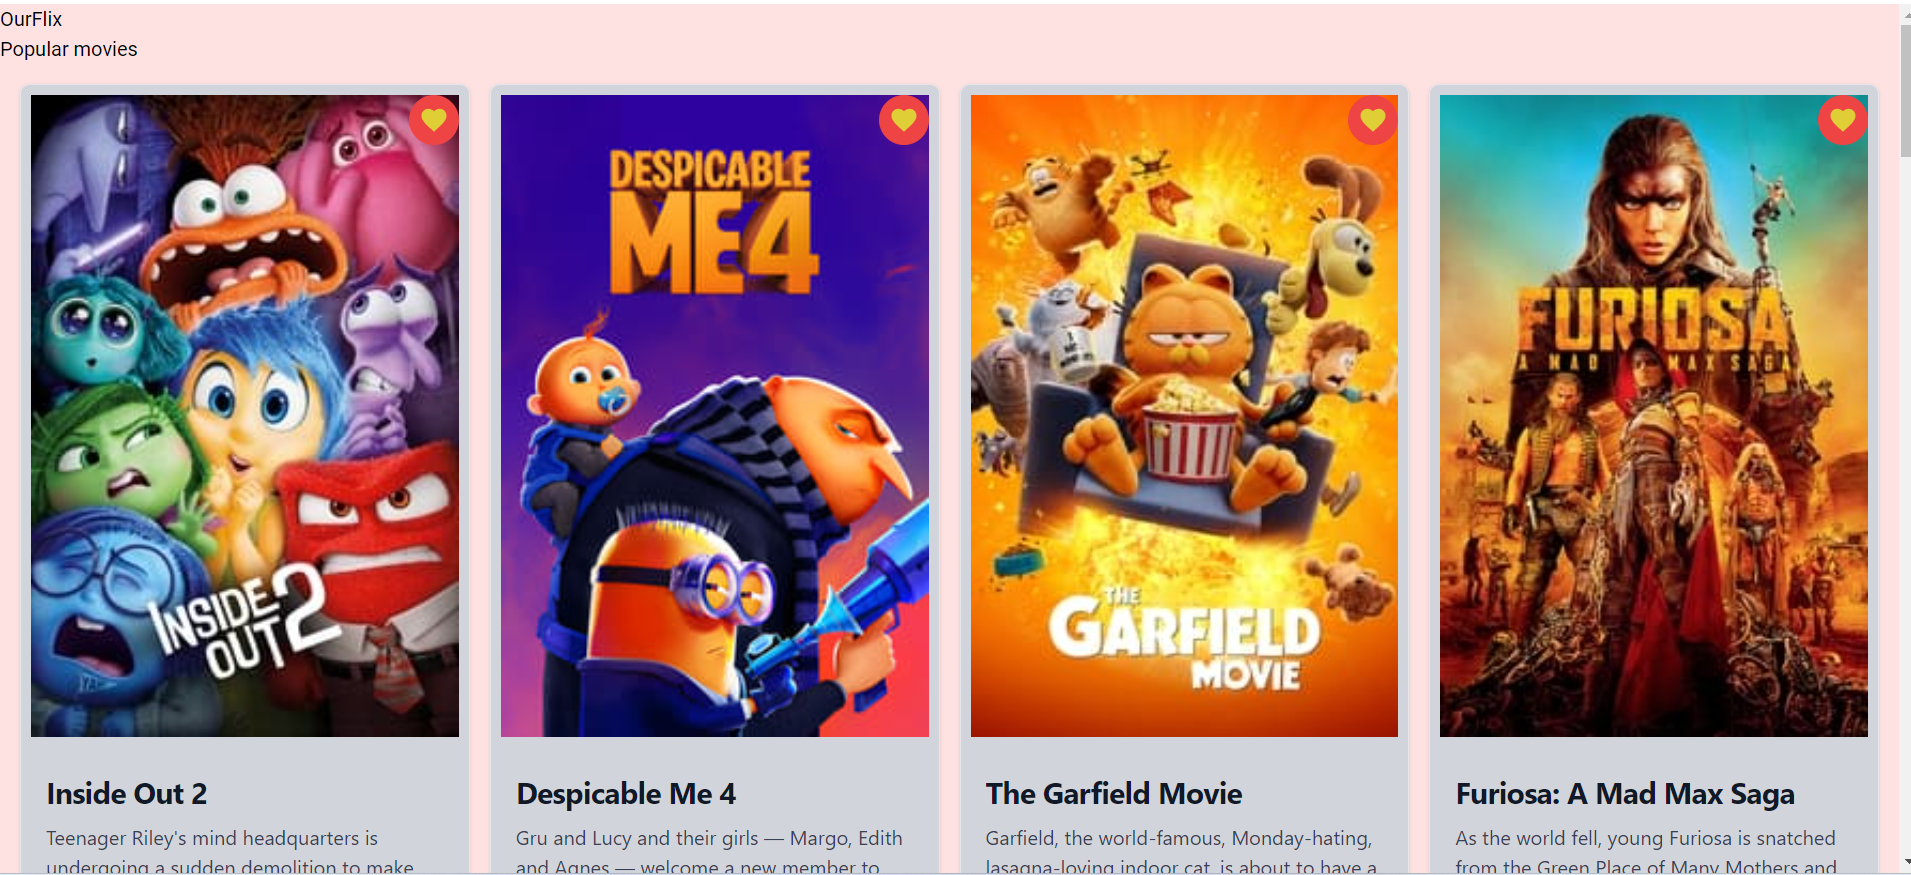 OurFlix
Popular movies
INSIDE
OUT 2
DESPICABLE
ME 4
THE
GARFIELD
MOVIE
FURIOSA
A MAD MAX SAGA
Inside Out 2
Despicable Me 4
The Garfield Movie
Furiosa: A Mad Max Saga
Teenager Riley's mind headquarters is
undergoing a sudden demolition to make
Gru and Lucy and their girls — Margo, Edith
and Agnes — welcome a new member to
Garfield, the world-famous, Monday-hating,
lasagna-loving indoor cat, is about to have a
As the world fell, young Furiosa is snatched
from the Green Place of Many Mothers and